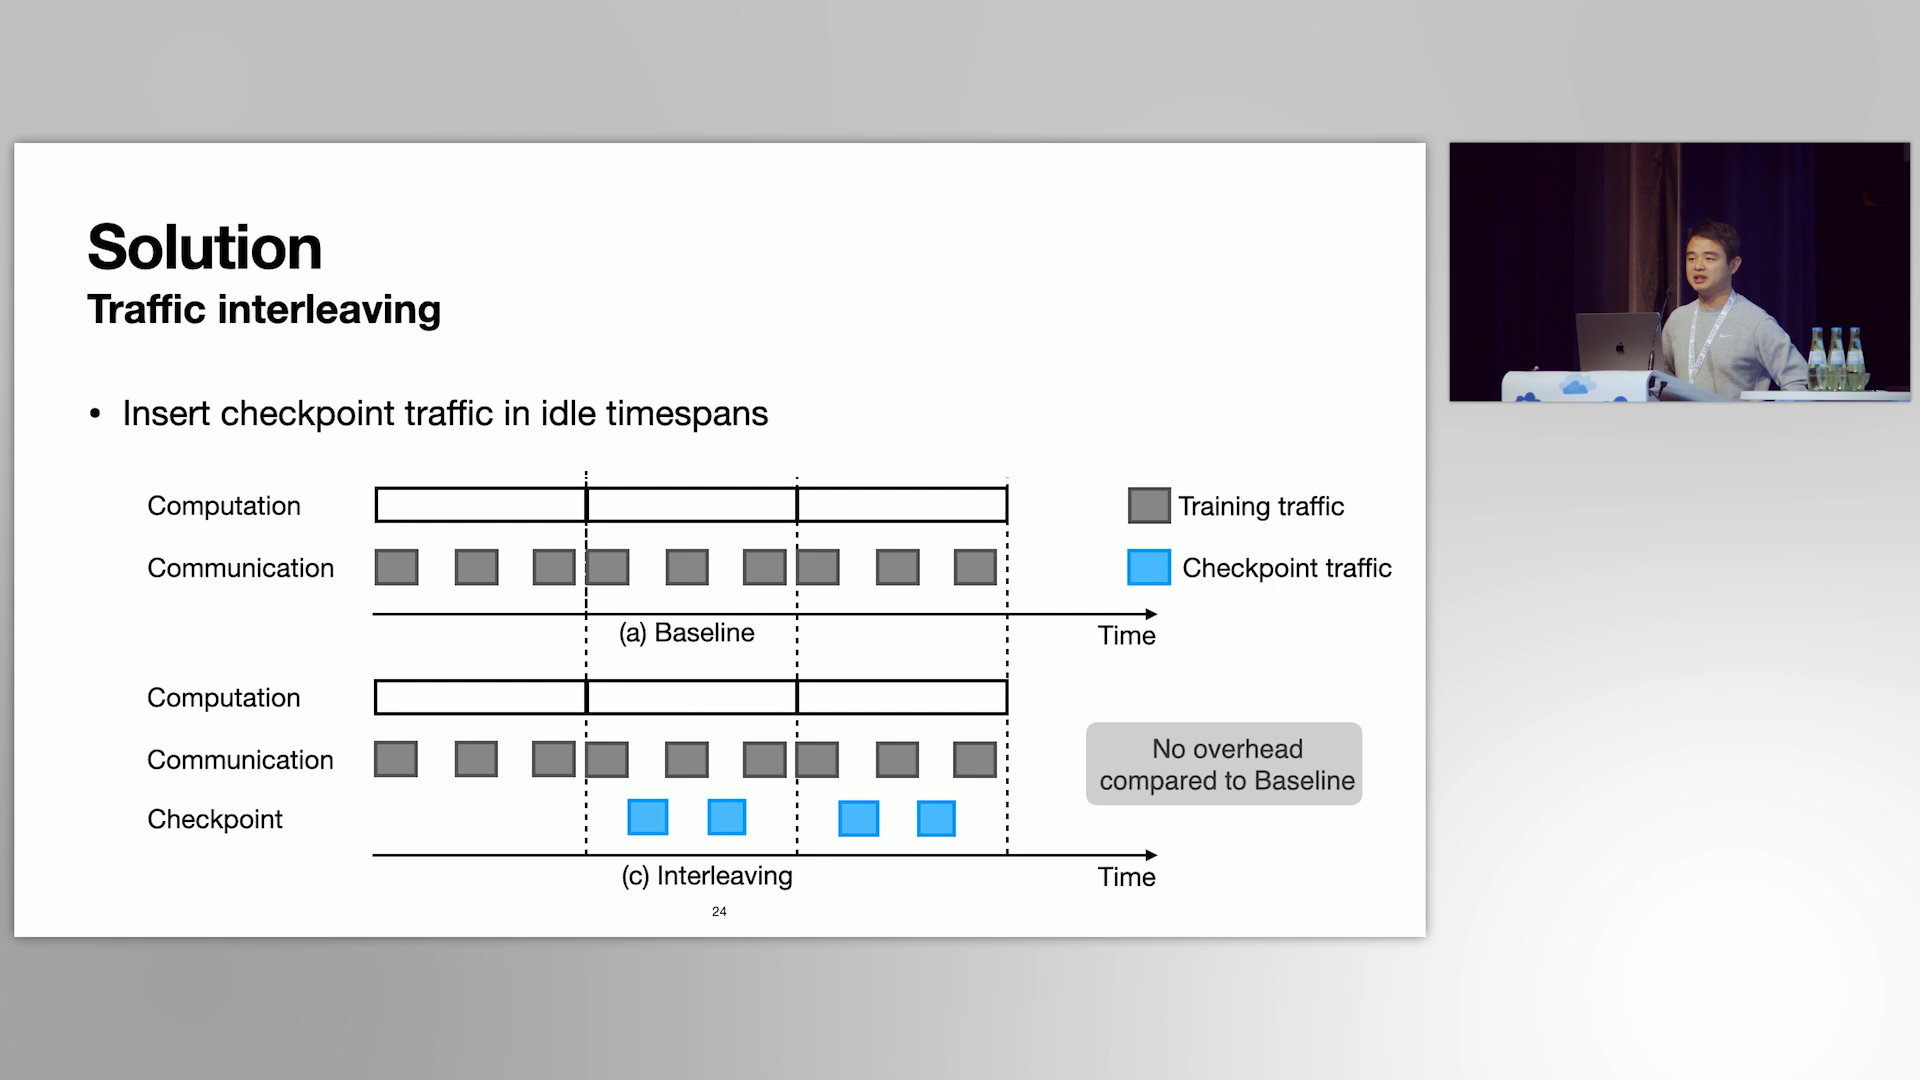 Solution
Traffic interleaving
• Insert checkpoint traffic in idle timespans
Computation
Training traffic
Communication
Checkpoint traffic
(a) Baseline
Time
Computation
Communication
No overhead
compared to Baseline
Checkpoint
(c) Interleaving
Time
24